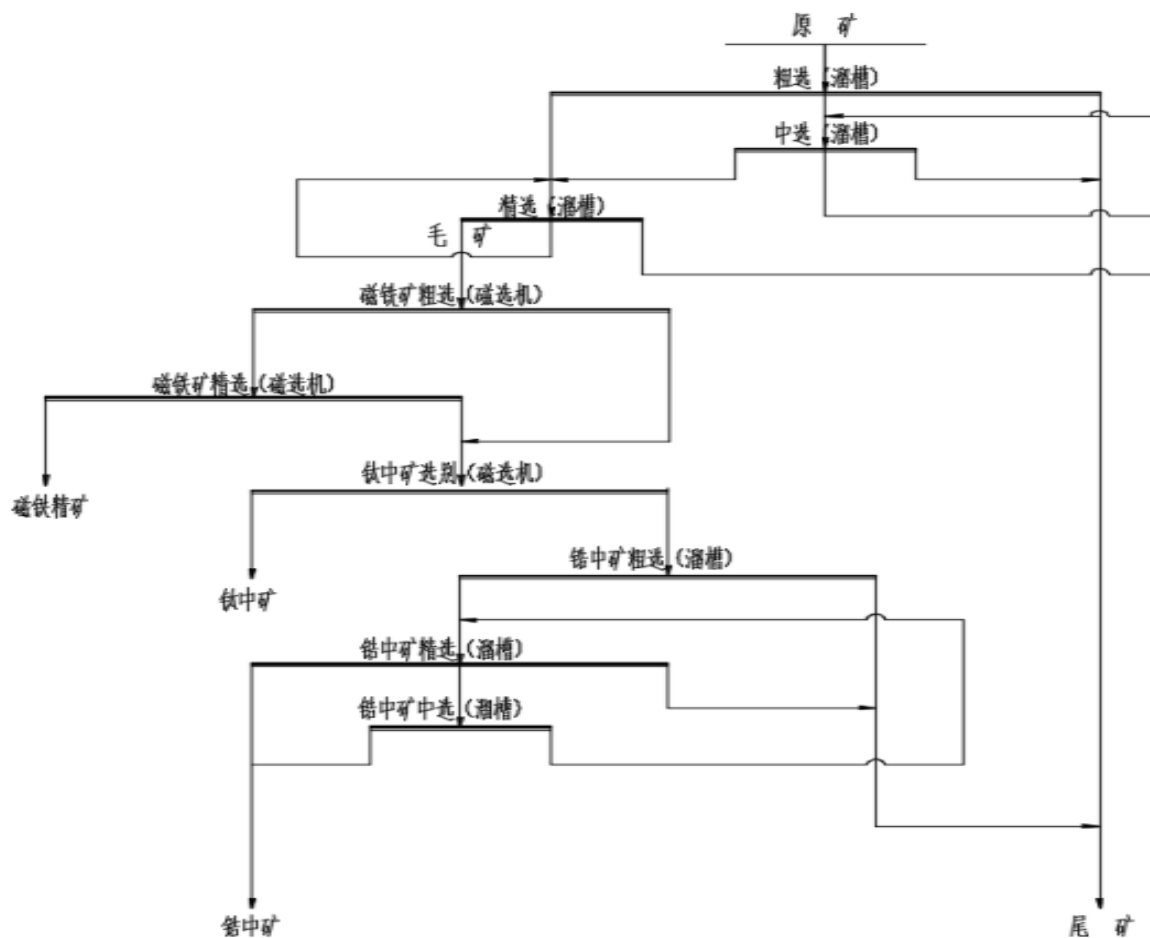 原 矿
粗选(溜槽)
中选(溜槽)
精选(溜槽)
毛 矿
磁铁矿粗选(磁选机)
磁铁矿精选(磁选机)
钛中矿选别(磁选机)
磁铁精矿
锆中矿粗选(溜槽)
钛中矿
锆中矿精选(溜槽)
锆中矿中选(溜槽)
锆中矿
尾 矿